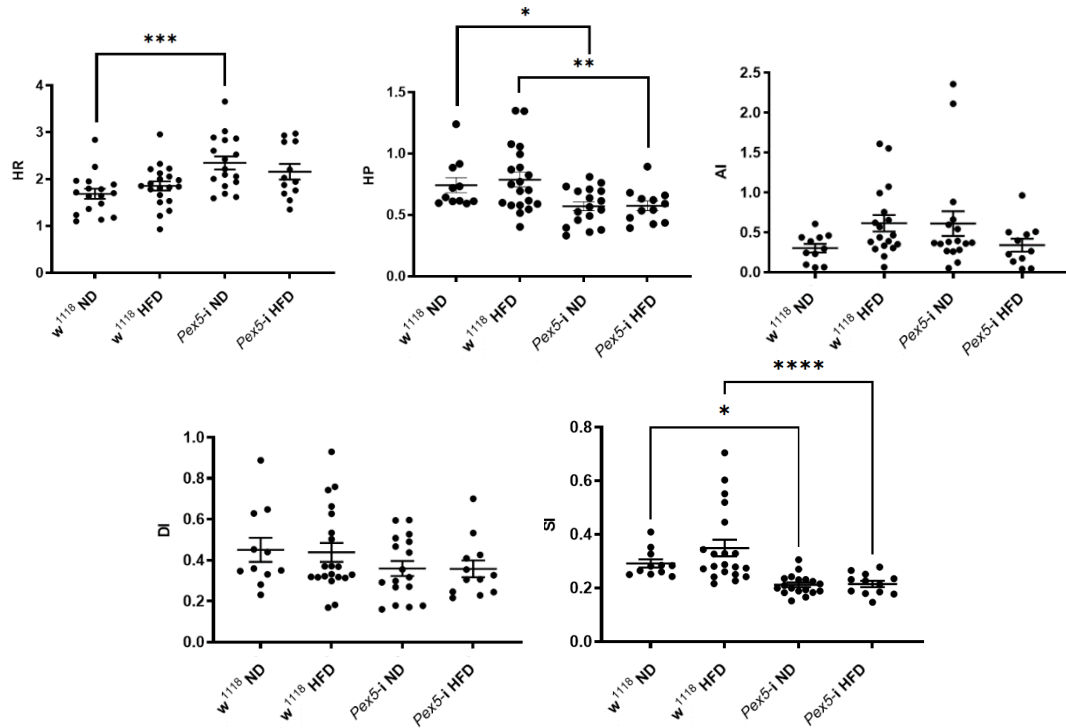 ***
HR
4
3
2
1
0
w¹¹¹⁸ ND
w¹¹¹⁸ HFD
Pex5-i ND
Pex5-i HFD
*
**
HP
1.5
1.0
0.5
0.0
w¹¹¹⁸ ND
w¹¹¹⁸ HFD
Pex5-i ND
Pex5-i HFD
AI
2.5
2.0
1.5
1.0
0.5
0.0
w¹¹¹⁸ ND
w¹¹¹⁸ HFD
Pex5-i ND
Pex5-i HFD
DI
1.0
0.8
0.6
0.4
0.2
0.0
w¹¹¹⁸ ND
w¹¹¹⁸ HFD
Pex5-i ND
Pex5-i HFD
****
*
SI
0.8
0.6
0.4
0.2
0.0
w¹¹¹⁸ ND
w¹¹¹⁸ HFD
Pex5-i ND
Pex5-i HFD